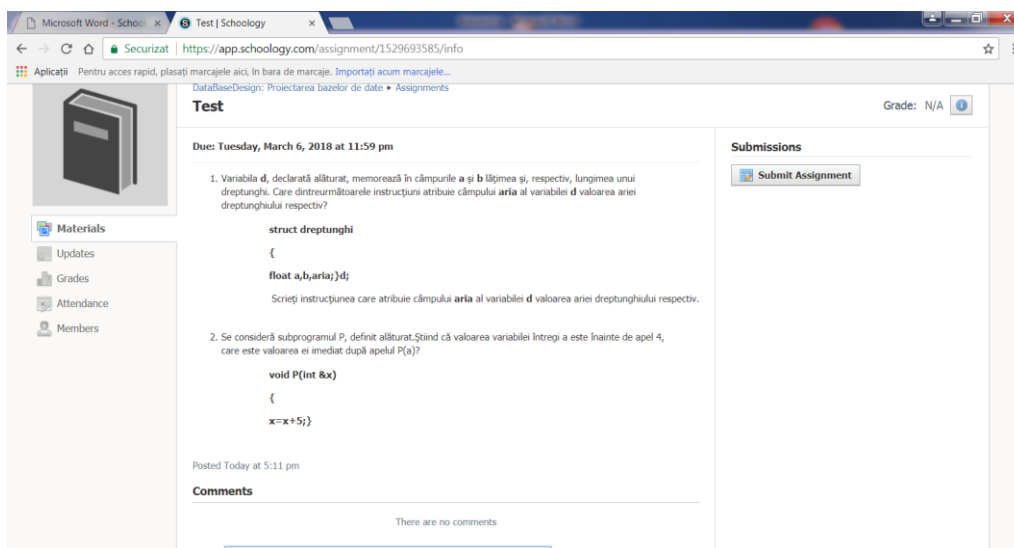 Microsoft Word - School
Test | Schoology
Securizat | https://app.schoology.com/assignment/1529693585/info
Aplicații Pentru acces rapid, plasați marcajele aici, în bara de marcaje. Importați acum marcajele...
DataBaseDesign: Proiectarea bazelor de date ▸ Assignments
Test
Grade: N/A
Due: Tuesday, March 6, 2018 at 11:59 pm
Submissions
Submit Assignment
1. Variabila d, declarată alăturat, memorează în câmpurile a și b lățimea și, respectiv, lungimea unui
dreptunghi. Care dintreurmătoarele instrucțiuni atribuie câmpului aria al variabilei d valoarea ariei
dreptunghiului respectiv?
struct dreptunghi
{
float a,b,aria;}d;
Scrieți instrucțiunea care atribuie câmpului aria al variabilei d valoarea ariei dreptunghiului respectiv.
2. Se consideră subprogramul P, definit alăturat.Știind că valoarea variabilei întregi a este înainte de apel 4,
care este valoarea ei imediat după apelul P(a)?
void P(int &x)
{
x=x+5;}
Posted Today at 5:11 pm
Comments
There are no comments
Materials
Updates
Grades
Attendance
Members